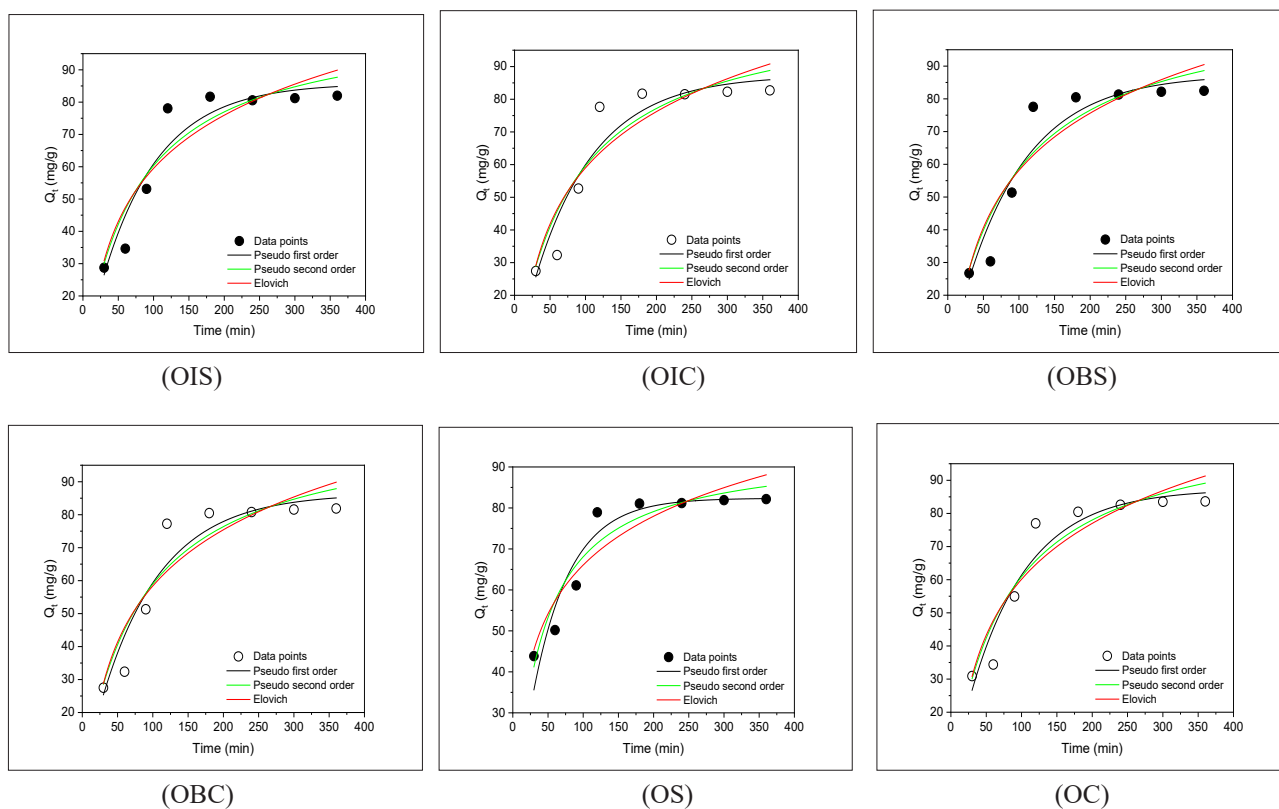 90
80
70
60
50
40
30
20
Qt (mg/g)
0 50 100 150 200 250 300 350 400
Time (min)
Data points
Pseudo first order
Pseudo second order
Elovich
(OIS)
90
80
70
60
50
40
30
20
Qt (mg/g)
0 50 100 150 200 250 300 350 400
Time (min)
Data points
Pseudo first order
Pseudo second order
Elovich
(OIC)
90
80
70
60
50
40
30
20
Qt (mg/g)
0 50 100 150 200 250 300 350 400
Time (min)
Data points
Pseudo first order
Pseudo second order
Elovich
(OBS)
90
80
70
60
50
40
30
20
Qt (mg/g)
0 50 100 150 200 250 300 350 400
Time (min)
Data points
Pseudo first order
Pseudo second order
Elovich
(OBC)
90
80
70
60
50
40
30
Qt (mg/g)
0 50 100 150 200 250 300 350 400
Time (min)
Data points
Pseudo first order
Pseudo second order
Elovich
(OS)
90
80
70
60
50
40
30
20
Qt (mg/g)
0 50 100 150 200 250 300 350 400
Time (min)
Data points
Pseudo first order
Pseudo second order
Elovich
(OC)